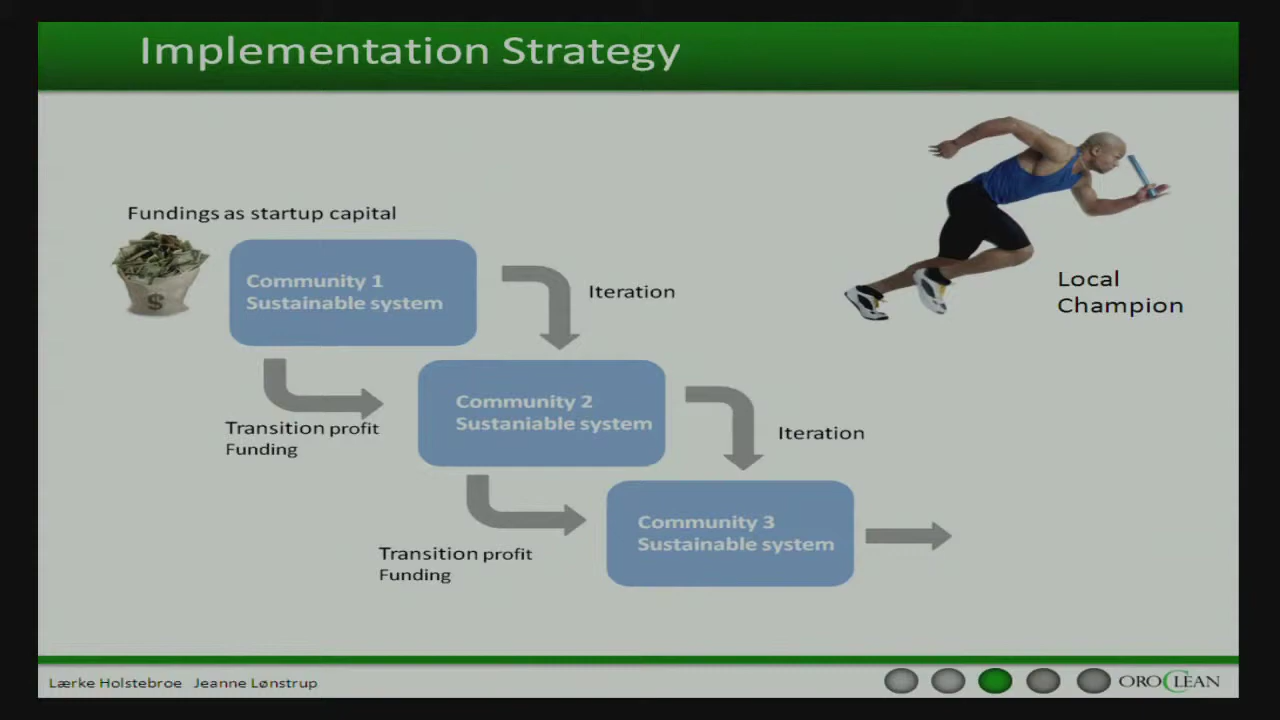 Implementation Strategy
Fundings as startup capital
$
Community 1
Sustainable system
Iteration
Local
Champion
Transition profit
Funding
Community 2
Sustaniable system
Iteration
Transition profit
Funding
Community 3
Sustainable system
Lærke Holstebroe Jeanne Lønstrup
OROCLEAN